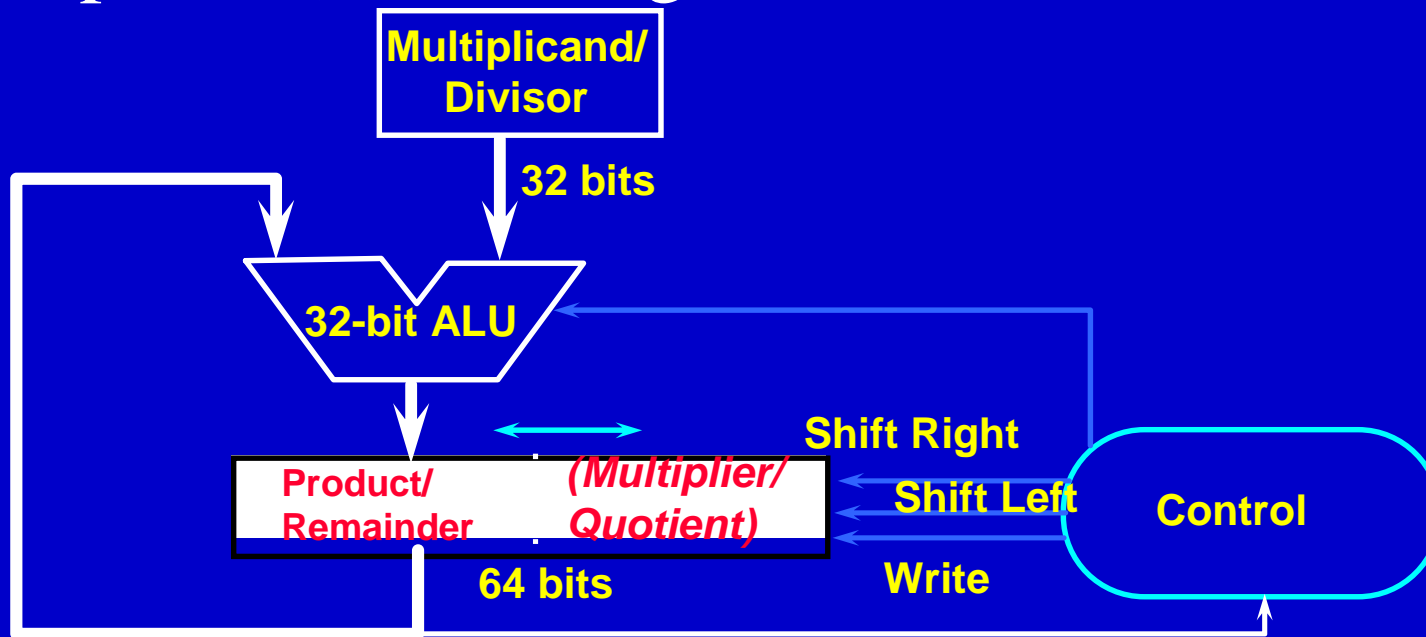 Multiplicand/
Divisor
32 bits
32-bit ALU
Shift Right
Product/
Remainder
(Multiplier/
Quotient)
Shift Left
Control
64 bits
Write